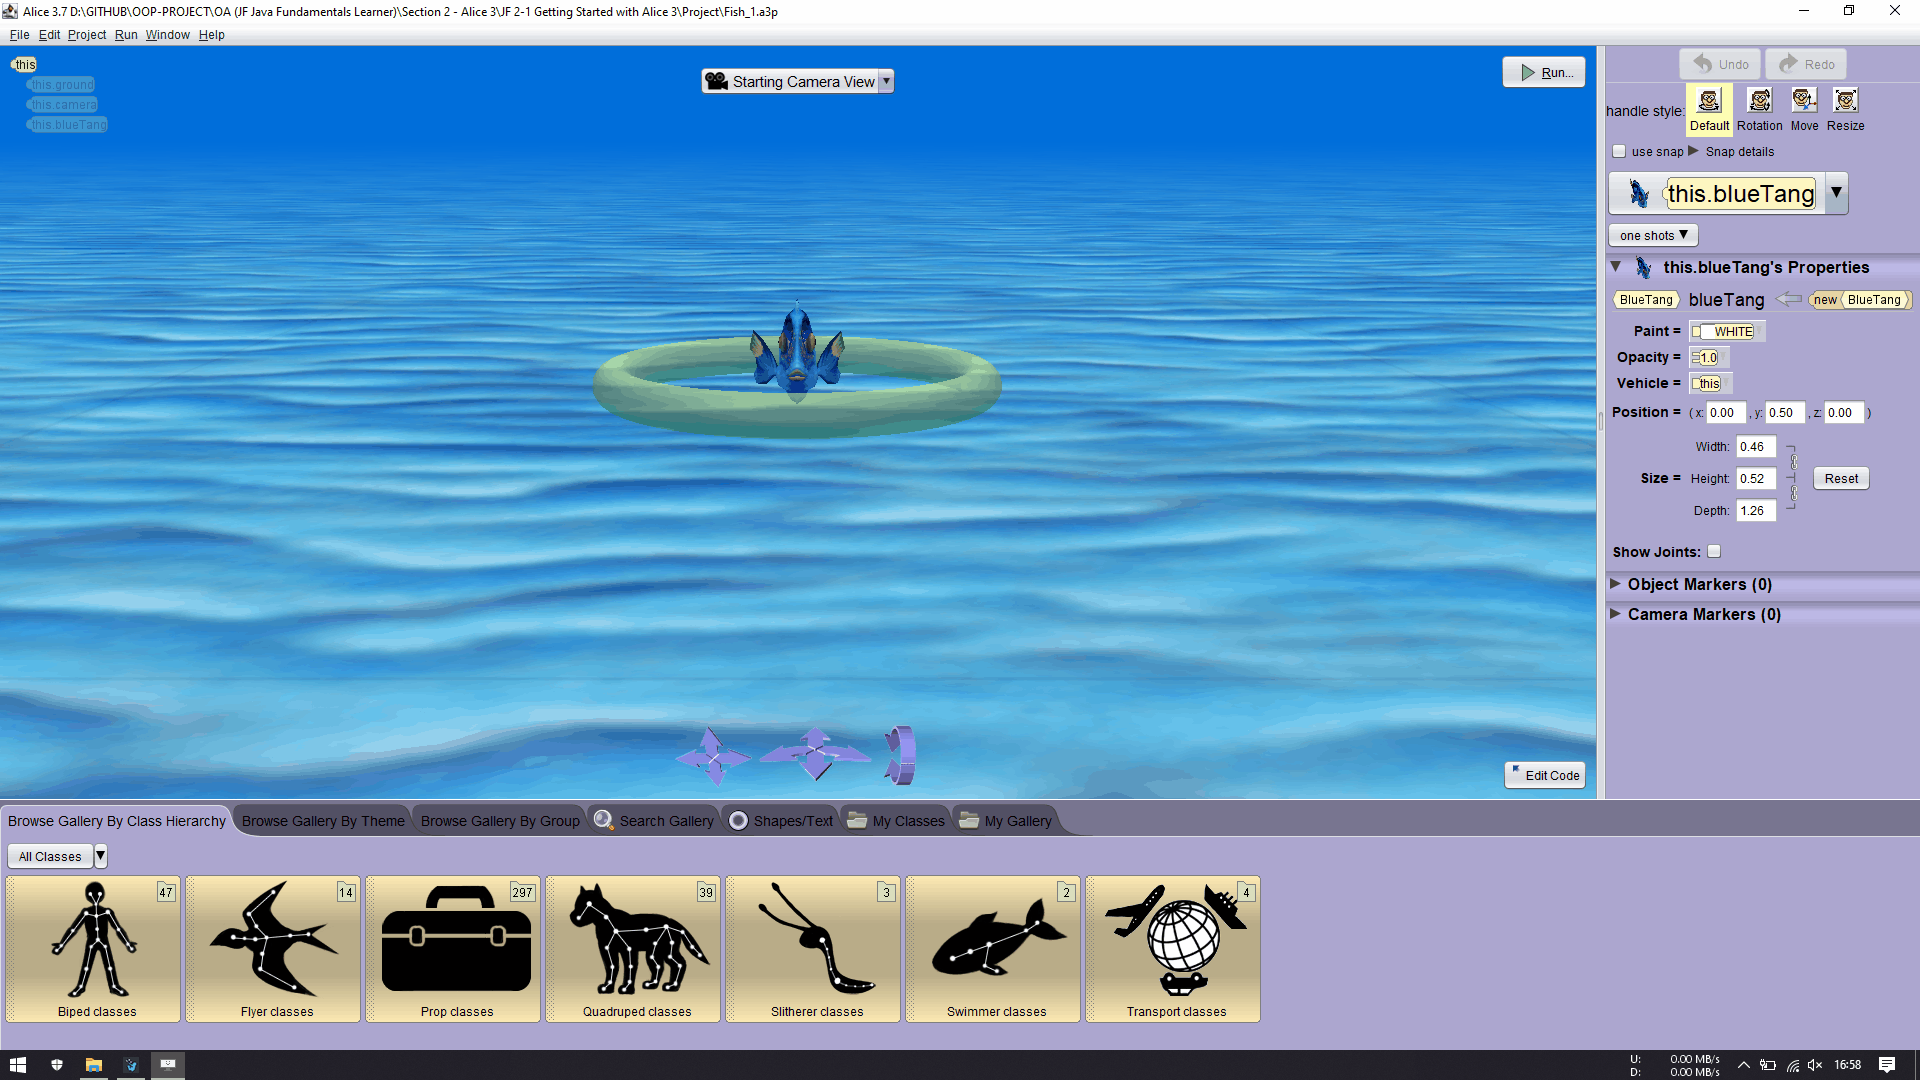 Alice 3.7 D:\GITHUB\OOP-PROJECT\OA (JF Java Fundamentals Learner)\Section 2 - Alice 3\JF 2-1 Getting Started with Alice 3\Project\Fish_1.a3p
File Edit Project Run Window Help
this
this.ground
this.camera
this.blueTang
Starting Camera View
Run...
Undo Redo
handle style: Default Rotation Move Resize
use snap Snap details
this.blueTang
one shots
this.blueTang's Properties
BlueTang blueTang new BlueTang
Paint = WHITE
Opacity = 1.0
Vehicle = this
Position = ( x: 0.00 , y: 0.50 , z: 0.00 )
Width: 0.46
Size = Height: 0.52 Reset
Depth: 1.26
Show Joints:
Object Markers (0)
Camera Markers (0)
Edit Code
Browse Gallery By Class Hierarchy Browse Gallery By Theme Browse Gallery By Group Search Gallery Shapes/Text My Classes My Gallery
All Classes
47 14 297 39 3 2 4
Biped classes Flyer classes Prop classes Quadruped classes Slitherer classes Swimmer classes Transport classes
U: 0.00 MB/s
D: 0.00 MB/s
16:58